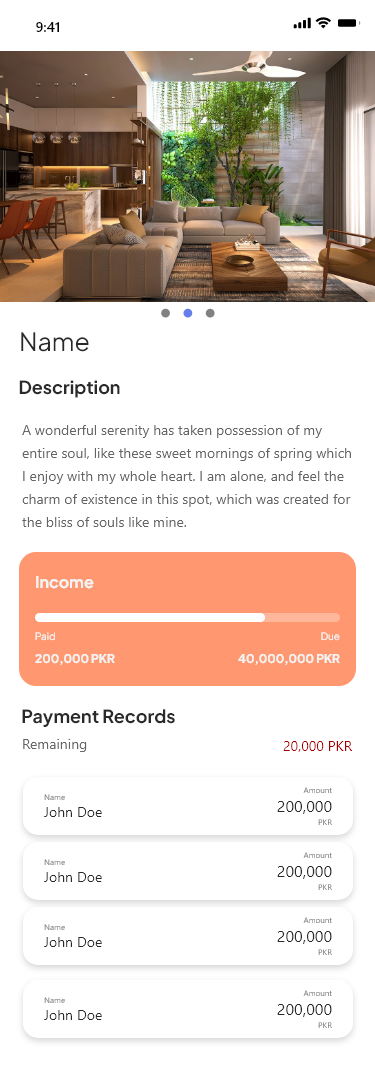 9:41
Name
Description
A wonderful serenity has taken possession of my
entire soul, like these sweet mornings of spring which
I enjoy with my whole heart. I am alone, and feel the
charm of existence in this spot, which was created for
the bliss of souls like mine.
Income
Paid Due
200,000 PKR 40,000,000 PKR
Payment Records
Remaining 20,000 PKR
Name Amount
John Doe 200,000
PKR
Name Amount
John Doe 200,000
PKR
Name Amount
John Doe 200,000
PKR
Name Amount
John Doe 200,000
PKR